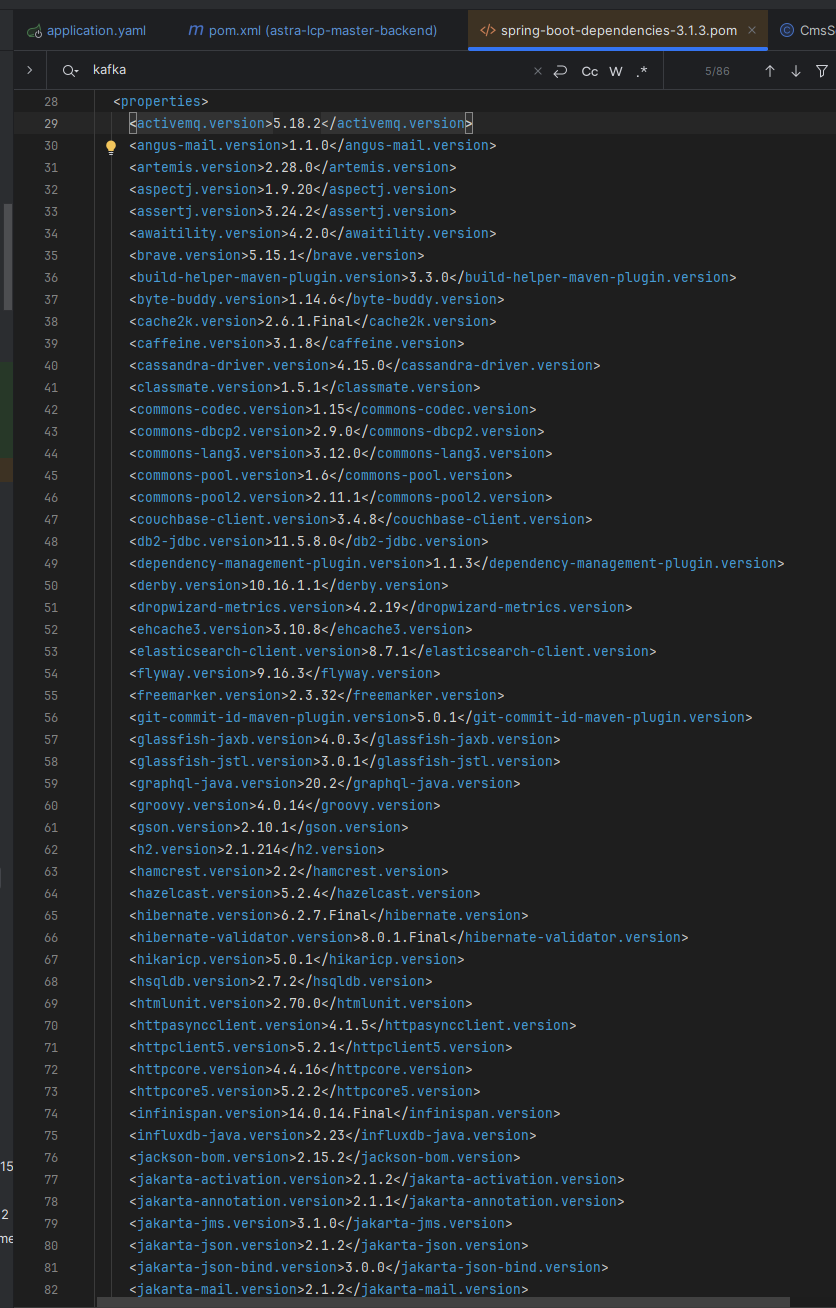 application.yaml
pom.xml (astra-lcp-master-backend)
spring-boot-dependencies-3.1.3.pom
CmsS
kafka
Cc W .*
5/86
28 <properties>
29 <activemq.version>5.18.2</activemq.version>
30 <angus-mail.version>1.1.0</angus-mail.version>
31 <artemis.version>2.28.0</artemis.version>
32 <aspectj.version>1.9.20</aspectj.version>
33 <assertj.version>3.24.2</assertj.version>
34 <awaitility.version>4.2.0</awaitility.version>
35 <brave.version>5.15.1</brave.version>
36 <build-helper-maven-plugin.version>3.3.0</build-helper-maven-plugin.version>
37 <byte-buddy.version>1.14.6</byte-buddy.version>
38 <cache2k.version>2.6.1.Final</cache2k.version>
39 <caffeine.version>3.1.8</caffeine.version>
40 <cassandra-driver.version>4.15.0</cassandra-driver.version>
41 <classmate.version>1.5.1</classmate.version>
42 <commons-codec.version>1.15</commons-codec.version>
43 <commons-dbcp2.version>2.9.0</commons-dbcp2.version>
44 <commons-lang3.version>3.12.0</commons-lang3.version>
45 <commons-pool.version>1.6</commons-pool.version>
46 <commons-pool2.version>2.11.1</commons-pool2.version>
47 <couchbase-client.version>3.4.8</couchbase-client.version>
48 <db2-jdbc.version>11.5.8.0</db2-jdbc.version>
49 <dependency-management-plugin.version>1.1.3</dependency-management-plugin.version>
50 <derby.version>10.16.1.1</derby.version>
51 <dropwizard-metrics.version>4.2.19</dropwizard-metrics.version>
52 <ehcache3.version>3.10.8</ehcache3.version>
53 <elasticsearch-client.version>8.7.1</elasticsearch-client.version>
54 <flyway.version>9.16.3</flyway.version>
55 <freemarker.version>2.3.32</freemarker.version>
56 <git-commit-id-maven-plugin.version>5.0.1</git-commit-id-maven-plugin.version>
57 <glassfish-jaxb.version>4.0.3</glassfish-jaxb.version>
58 <glassfish-jstl.version>3.0.1</glassfish-jstl.version>
59 <graphql-java.version>20.2</graphql-java.version>
60 <groovy.version>4.0.14</groovy.version>
61 <gson.version>2.10.1</gson.version>
62 <h2.version>2.1.214</h2.version>
63 <hamcrest.version>2.2</hamcrest.version>
64 <hazelcast.version>5.2.4</hazelcast.version>
65 <hibernate.version>6.2.7.Final</hibernate.version>
66 <hibernate-validator.version>8.0.1.Final</hibernate-validator.version>
67 <hikaricp.version>5.0.1</hikaricp.version>
68 <hsqldb.version>2.7.2</hsqldb.version>
69 <htmlunit.version>2.70.0</htmlunit.version>
70 <httpasyncclient.version>4.1.5</httpasyncclient.version>
71 <httpclient5.version>5.2.1</httpclient5.version>
72 <httpcore.version>4.4.16</httpcore.version>
73 <httpcore5.version>5.2.2</httpcore5.version>
74 <infinispan.version>14.0.14.Final</infinispan.version>
75 <influxdb-java.version>2.23</influxdb-java.version>
76 <jackson-bom.version>2.15.2</jackson-bom.version>
15
77 <jakarta-activation.version>2.1.2</jakarta-activation.version>
78 <jakarta-annotation.version>2.1.1</jakarta-annotation.version>
2
79 <jakarta-jms.version>3.1.0</jakarta-jms.version>
me
80 <jakarta-json.version>2.1.2</jakarta-json.version>
81 <jakarta-json-bind.version>3.0.0</jakarta-json-bind.version>
82 <jakarta-mail.version>2.1.2</jakarta-mail.version>